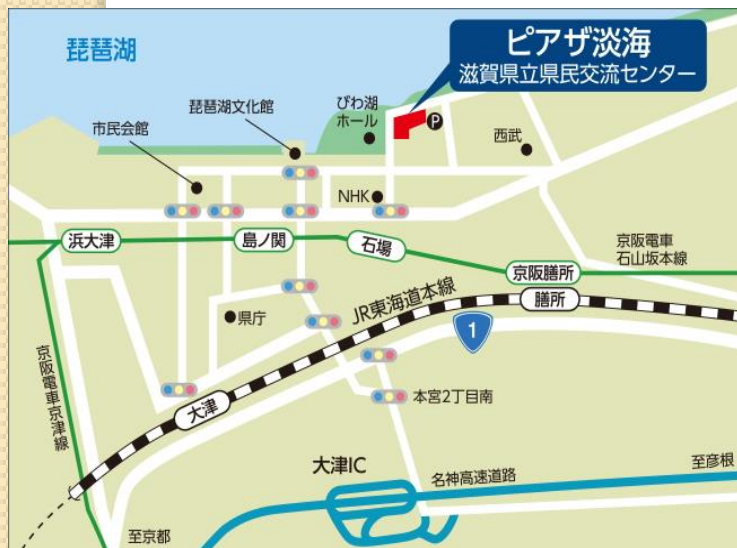 琵琶湖
ピアザ淡海
滋賀県立県民交流センター
市民会館
琵琶湖文化館
びわ湖
ホール
P
西武
NHK
浜大津
島ノ関
石場
京阪膳所
京阪電車
石山坂本線
県庁
JR東海道本線
膳所
1
京阪電車京津線
大津
本宮2丁目南
大津IC
名神高速道路
至彦根
至京都